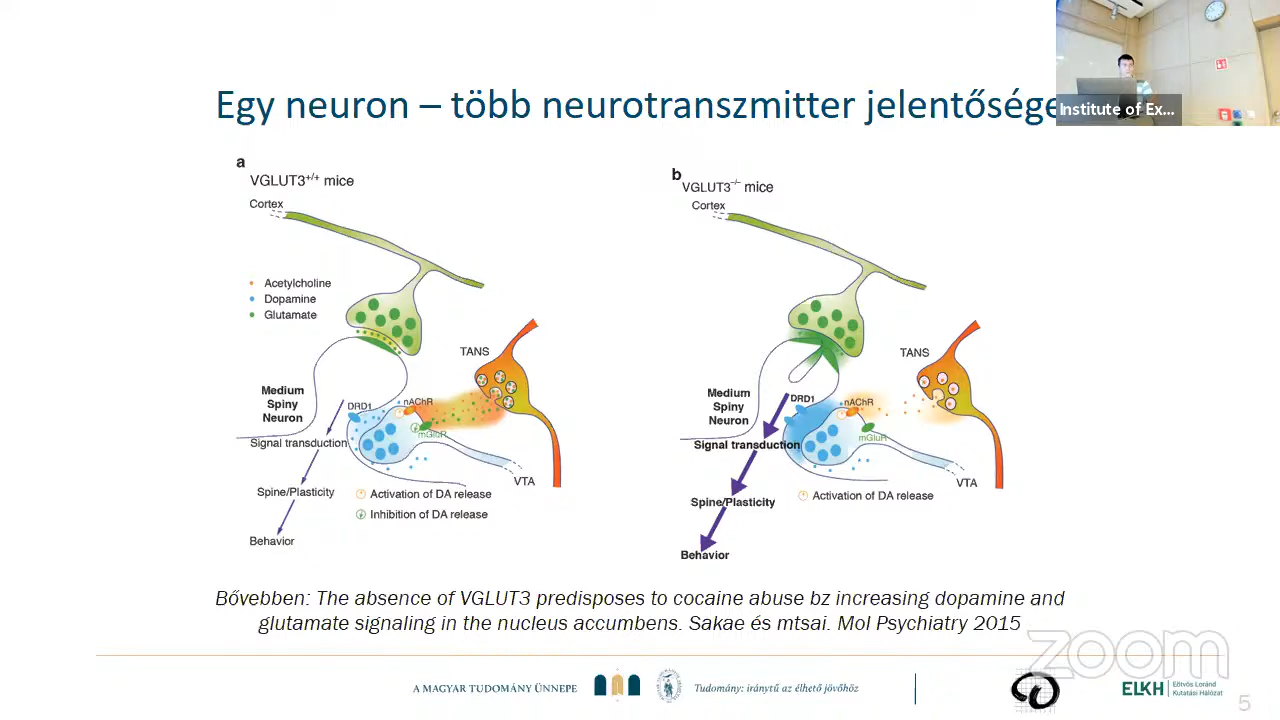 Egy neuron – több neurotranszmitter jelentősége
Institute of Ex...
a
VGLUT3+/+ mice
Cortex
Acetylcholine
Dopamine
Glutamate
TANS
Medium
Spiny
Neuron
DRD1
nAChR
mGluR
Signal transduction
VTA
Spine/Plasticity
Activation of DA release
Inhibition of DA release
Behavior
b
VGLUT3−/− mice
Cortex
TANS
Medium
Spiny
Neuron
DRD1
nAChR
mGluR
Signal transduction
VTA
Spine/Plasticity
Activation of DA release
Behavior
Bővebben: The absence of VGLUT3 predisposes to cocaine abuse bz increasing dopamine and
glutamate signaling in the nucleus accumbens. Sakae és mtsai. Mol Psychiatry 2015
zoom
A MAGYAR TUDOMÁNY ÜNNEPE
Tudomány: iránytű az élhető jövőhöz
ELKH
Eötvös Loránd
Kutatási Hálózat
5